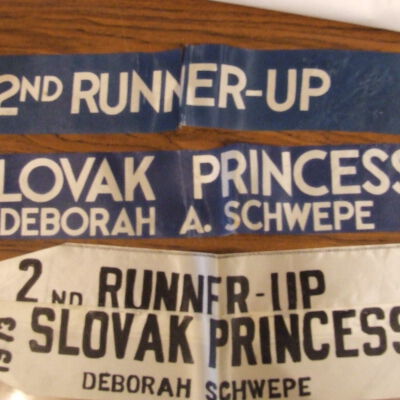 2ND RUNNER-UP
SLOVAK PRINCESS
DEBORAH A. SCHWEPE
2ND RUNNER-UP
SLOVAK PRINCESS
DEBORAH SCHWEPE